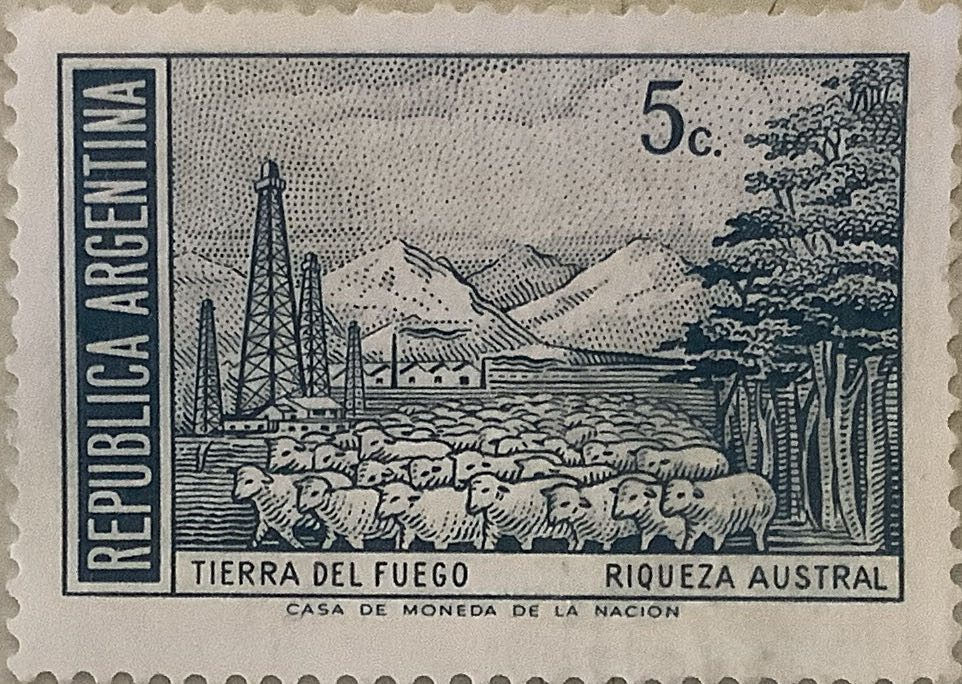 REPUBLICA ARGENTINA
5c.
TIERRA DEL FUEGO
RIQUEZA AUSTRAL
CASA DE MONEDA DE LA NACION